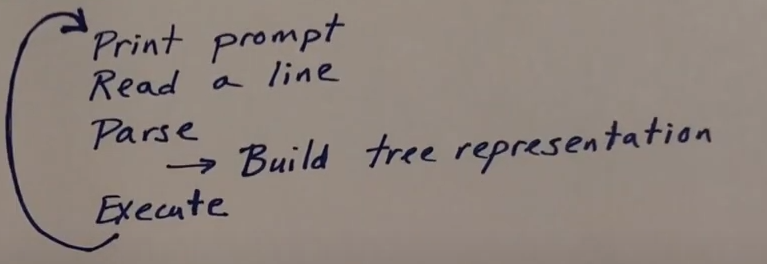 Print prompt
Read a line
Parse
→ Build tree representation
Execute